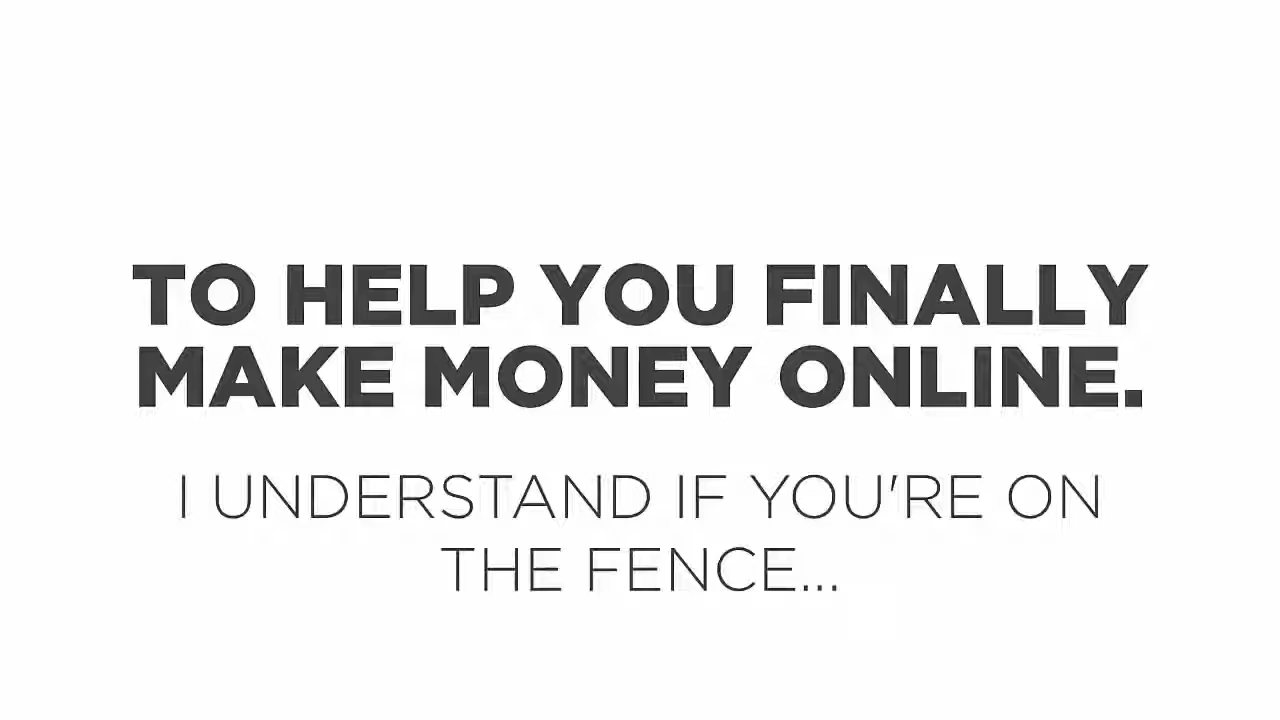 TO HELP YOU FINALLY
MAKE MONEY ONLINE.
I UNDERSTAND IF YOU'RE ON
THE FENCE...